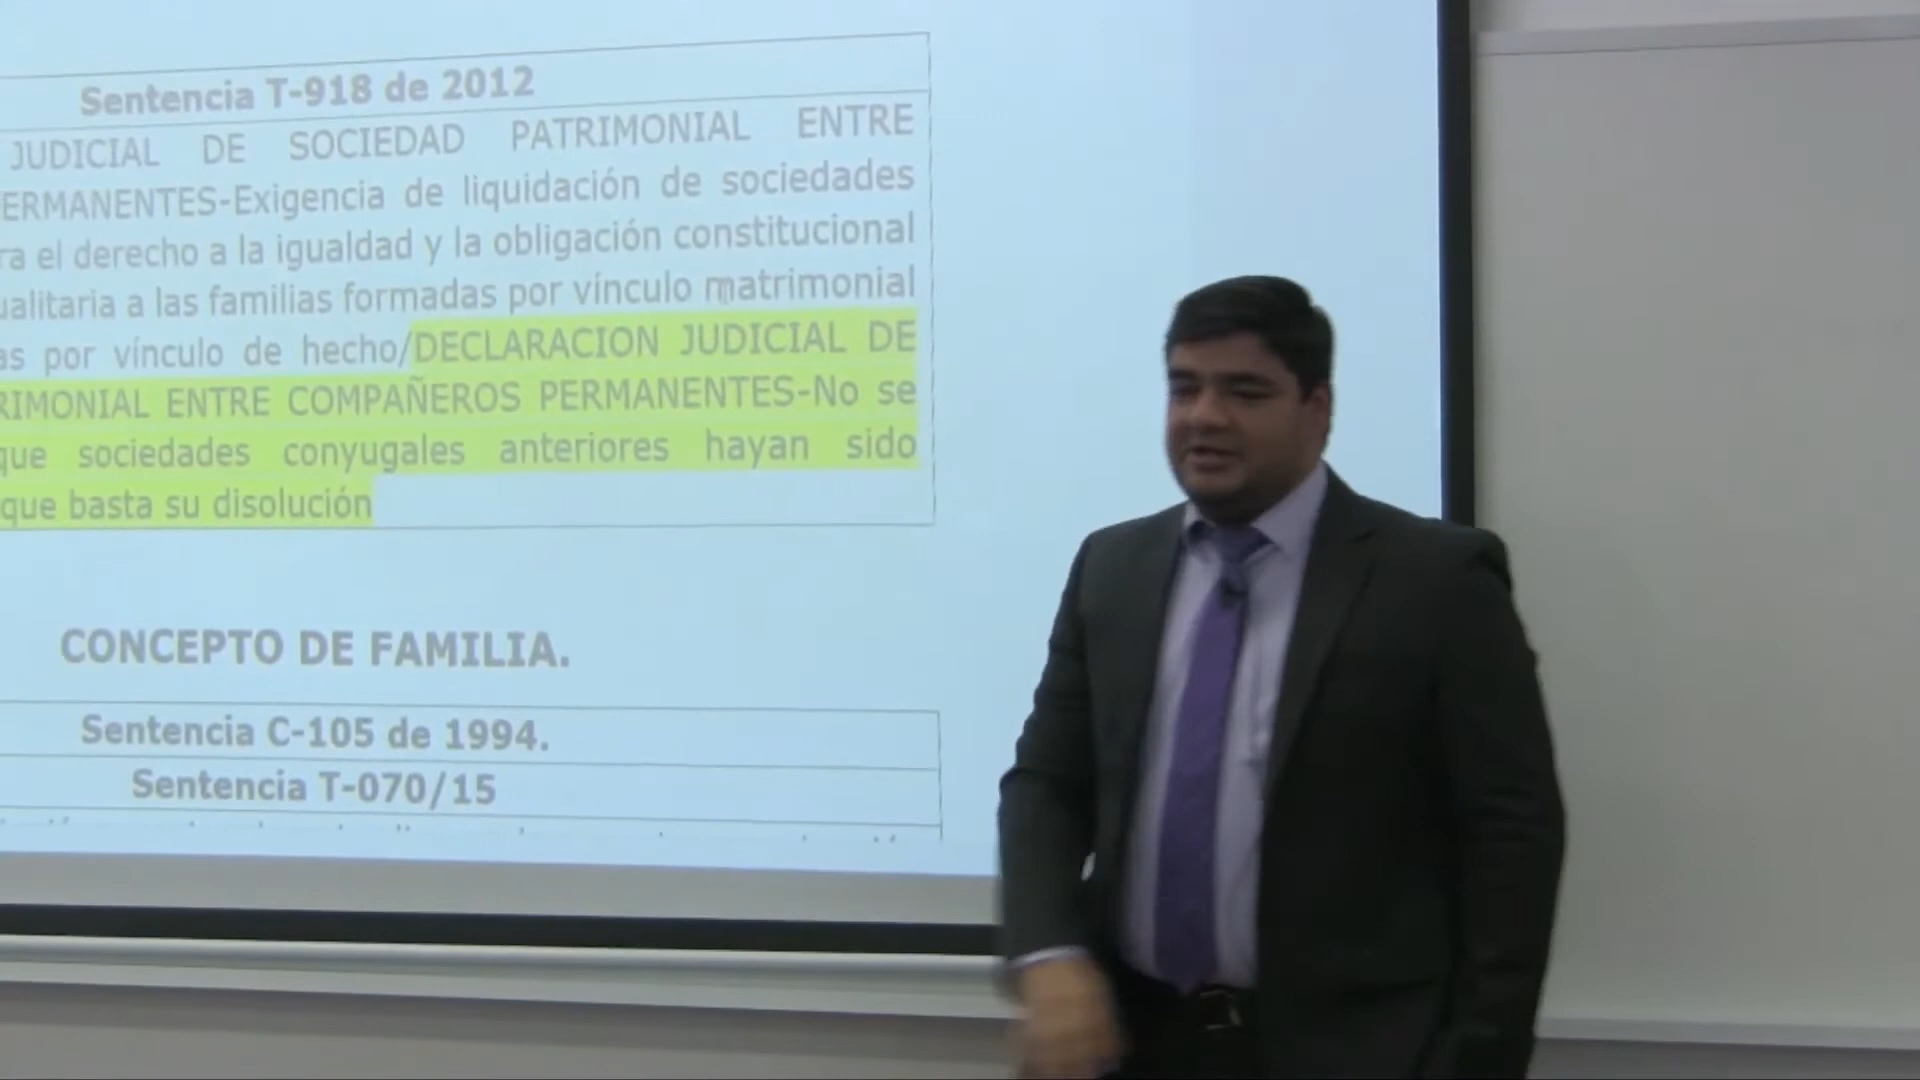 Sentencia T-918 de 2012
JUDICIAL DE SOCIEDAD PATRIMONIAL ENTRE
ERMANENTES-Exigencia de liquidación de sociedades
ra el derecho a la igualdad y la obligación constitucional
ualitaria a las familias formadas por vínculo matrimonial
as por vínculo de hecho/DECLARACION JUDICIAL DE
RIMONIAL ENTRE COMPAÑEROS PERMANENTES-No se
que sociedades conyugales anteriores hayan sido
que basta su disolución
CONCEPTO DE FAMILIA.
Sentencia C-105 de 1994.
Sentencia T-070/15